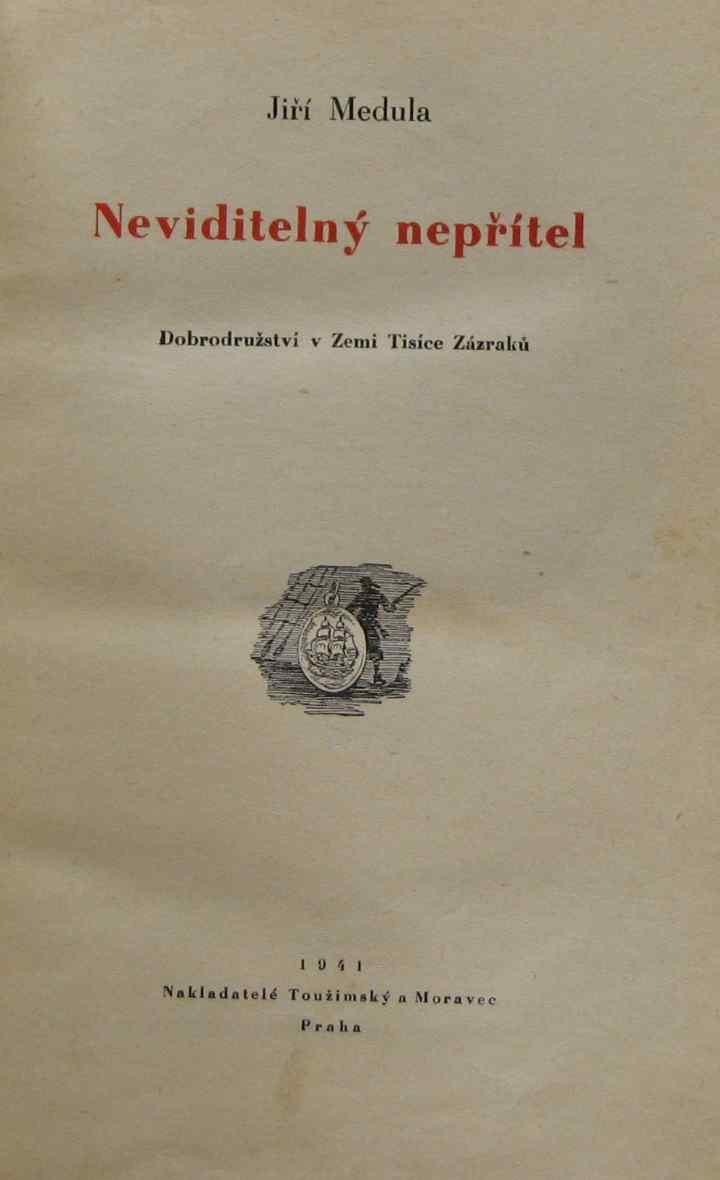 Jiří Medula
Neviditelný nepřítel
Dobrodružství v Zemi Tisíce Zázraků
1941
Nakladatelé Toužimský a Moravec
Praha